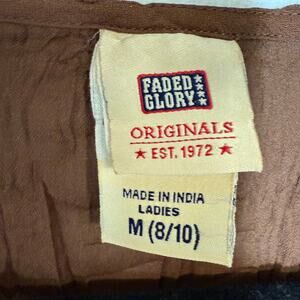 FADED
GLORY
ORIGINALS
★ EST. 1972 ★
MADE IN INDIA
LADIES
M (8/10)